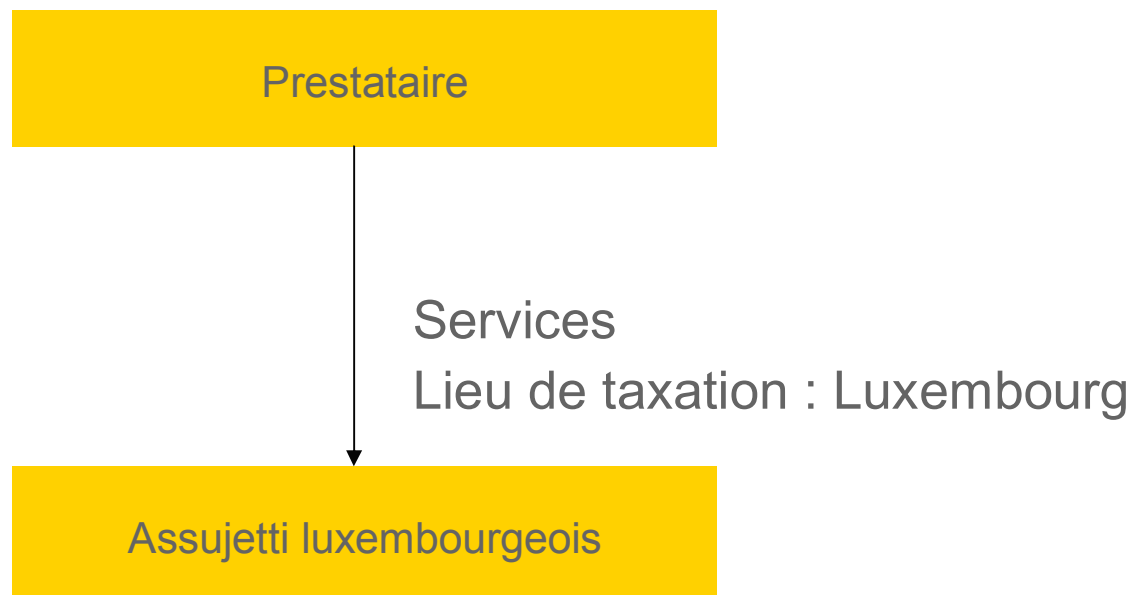 Prestataire
Services
Lieu de taxation : Luxembourg
Assujetti luxembourgeois